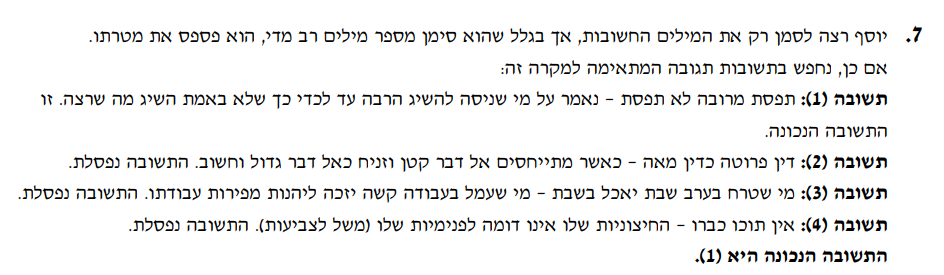 7. יוסף רצה לסמן רק את המילים החשובות, אך בגלל שהוא סימן מספר מילים רב מדי, הוא פספס את מטרתו.
אם כן, נחפש בתשובות תגובה המתאימה למקרה זה:
תשובה (1): תפסת מרובה לא תפסת – נאמר על מי שניסה להשיג הרבה עד לכדי כך שלא באמת השיג מה שרצה. זו
התשובה הנכונה.
תשובה (2): דין פרוטה כדין מאה – כאשר מתייחסים אל דבר קטן וזניח כאל דבר גדול וחשוב. התשובה נפסלת.
תשובה (3): מי שטרח בערב שבת יאכל בשבת – מי שעמל בעבודה קשה יזכה ליהנות מפירות עבודתו. התשובה נפסלת.
תשובה (4): אין תוכו כברו – החיצוניות שלו אינו דומה לפנימיות שלו (משל לצביעות). התשובה נפסלת.
התשובה הנכונה היא (1).